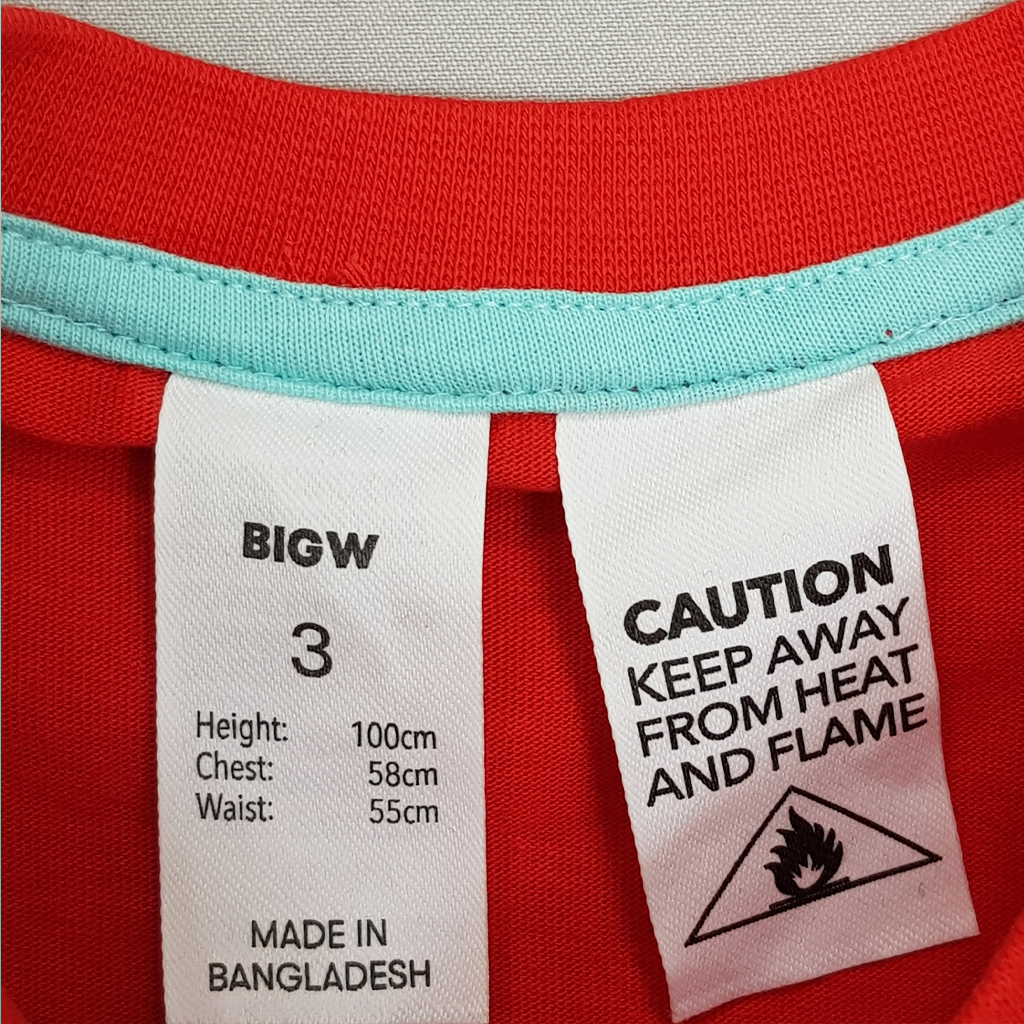 BIGW
3
Height: 100cm
Chest: 58cm
Waist: 55cm
MADE IN
BANGLADESH
CAUTION
KEEP AWAY
FROM HEAT
AND FLAME